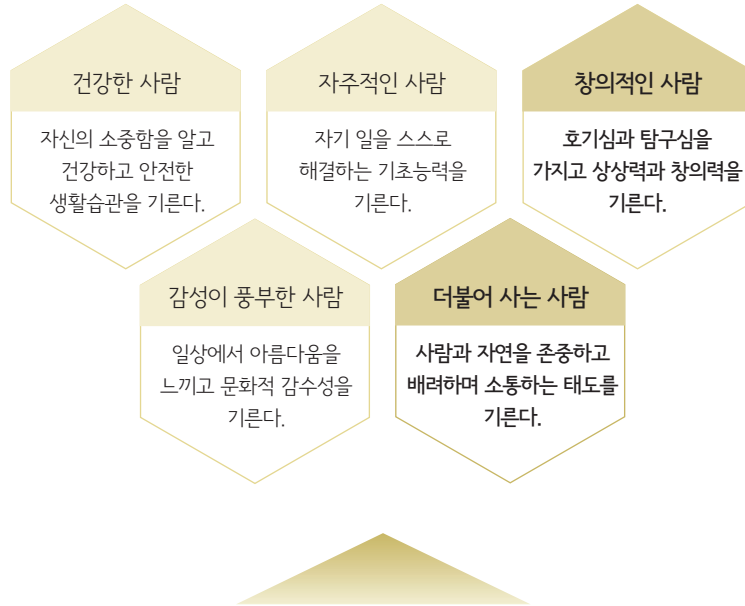 건강한 사람
자신의 소중함을 알고
건강하고 안전한
생활습관을 기른다.
자주적인 사람
자기 일을 스스로
해결하는 기초능력을
기른다.
창의적인 사람
호기심과 탐구심을
가지고 상상력과 창의력을
기른다.
감성이 풍부한 사람
일상에서 아름다움을
느끼고 문화적 감수성을
기른다.
더불어 사는 사람
사람과 자연을 존중하고
배려하며 소통하는 태도를
기른다.